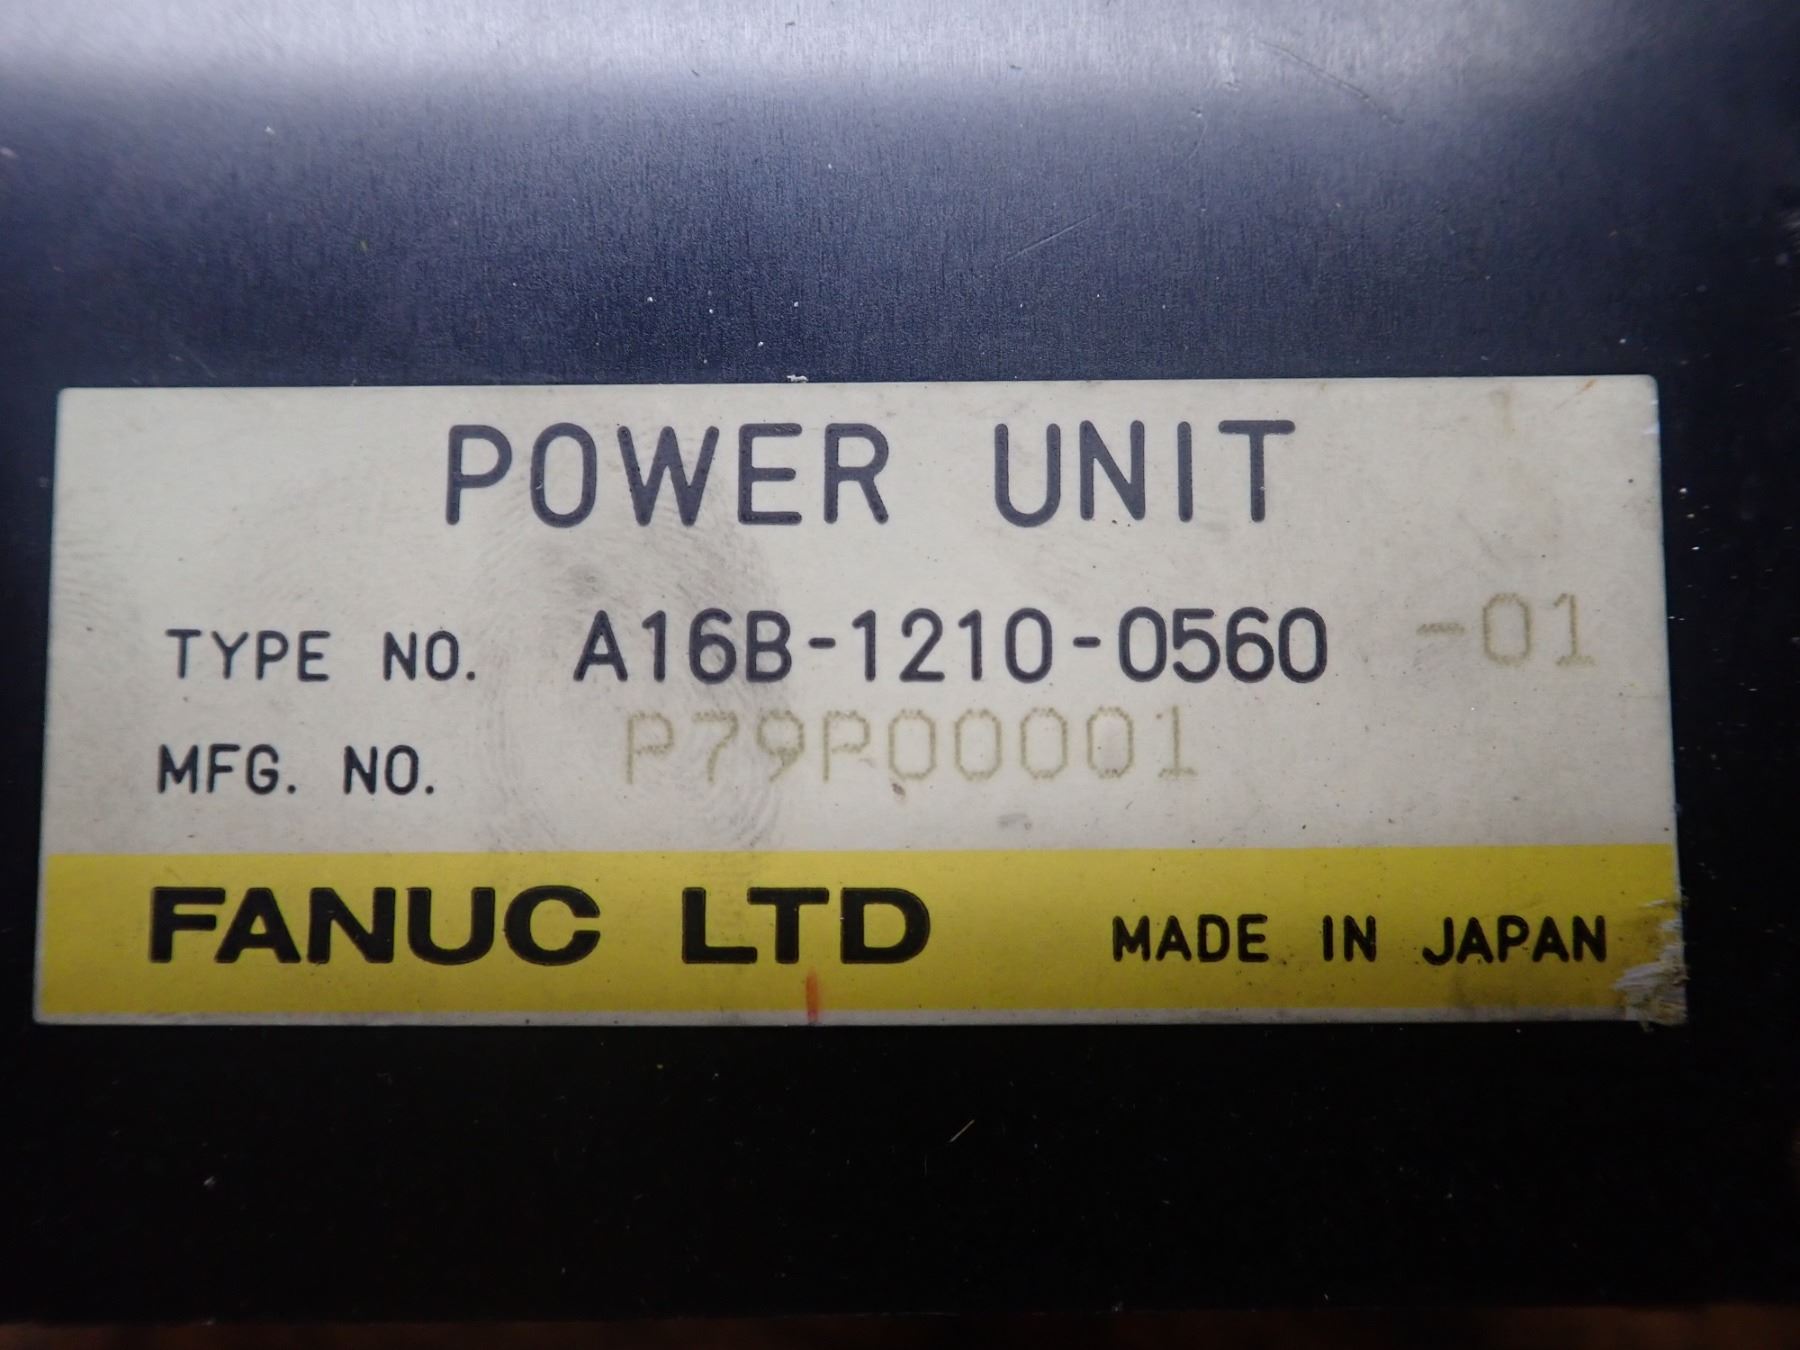 POWER UNIT
TYPE NO. A16B-1210-0560 -01
MFG. NO. P79P00001
FANUC LTD MADE IN JAPAN